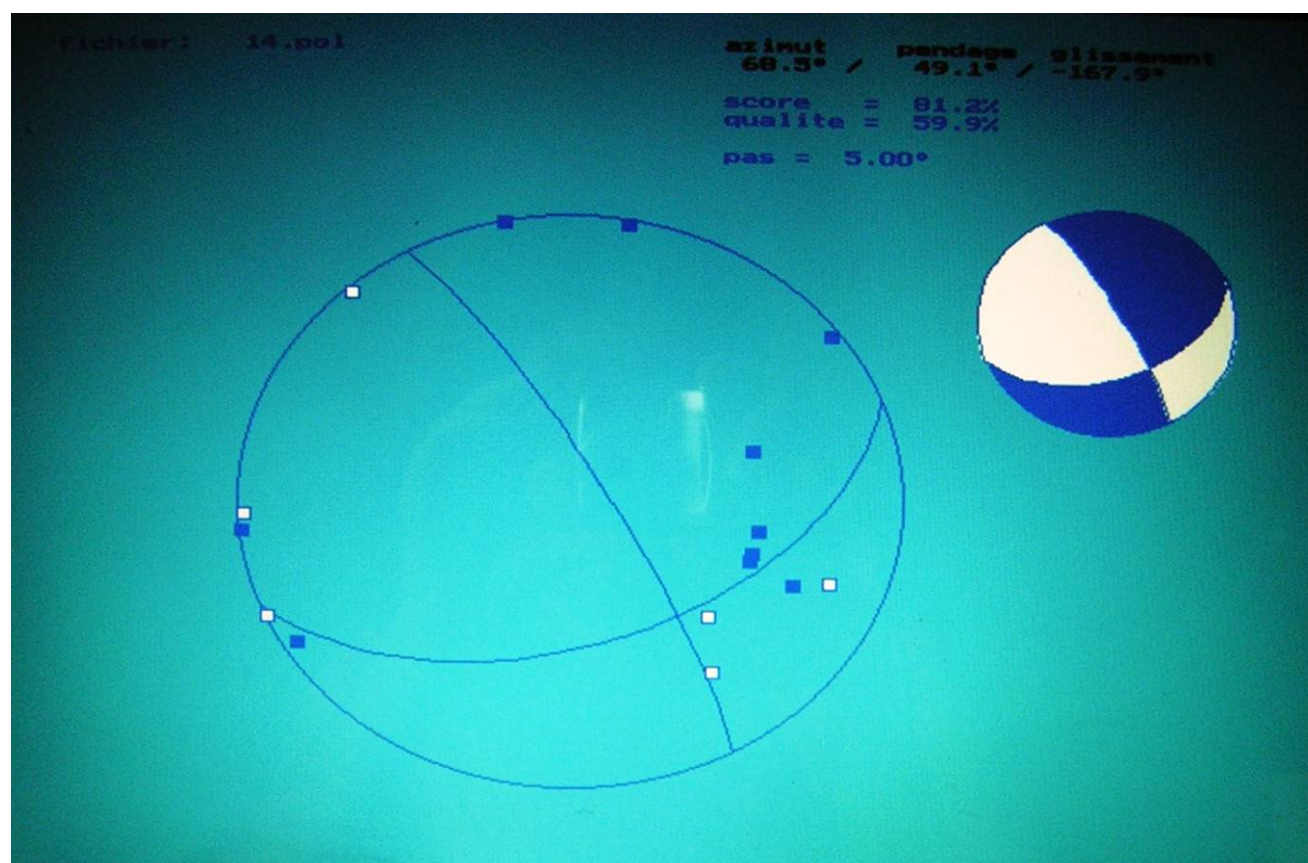 fichier: 14.pol
azimut pendage glissement
68.5° / 49.1° / -167.9°
score = 81.2%
qualite = 59.9%
pas = 5.00°